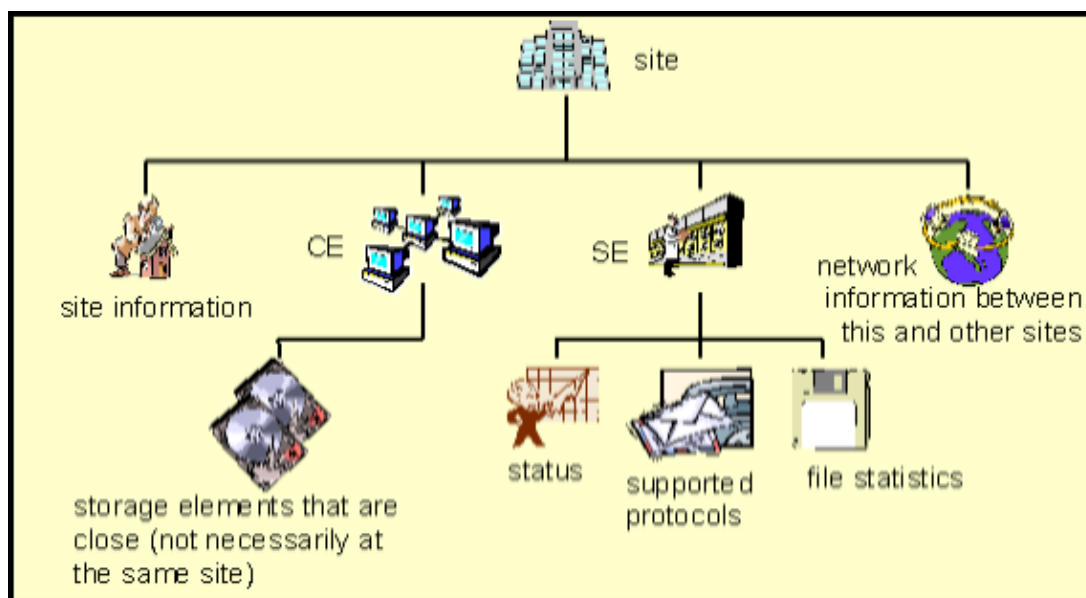 site
site information
CE
SE
network
information between
this and other sites
storage elements that are
close (not necessarily at
the same site)
status
supported
protocols
file statistics